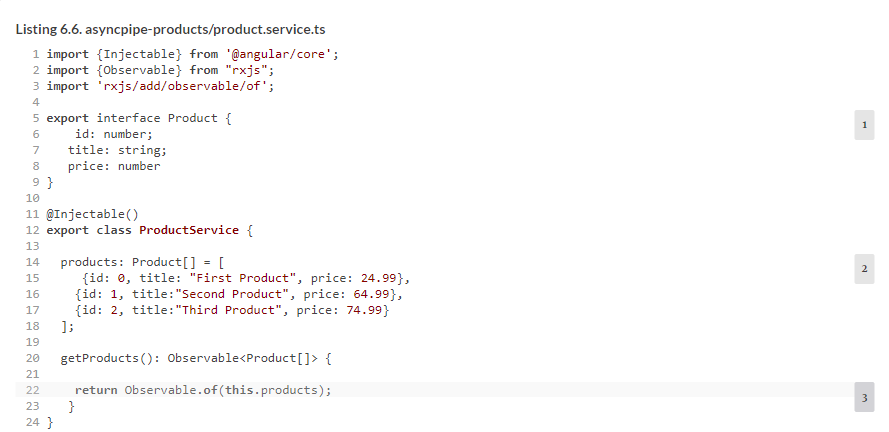 Listing 6.6. asyncpipe-products/product.service.ts
1 import {Injectable} from '@angular/core';
2 import {Observable} from "rxjs";
3 import 'rxjs/add/observable/of';
4
5 export interface Product { 1
6     id: number;
7    title: string;
8    price: number
9 }
10
11 @Injectable()
12 export class ProductService {
13
14   products: Product[] = [ 2
15      {id: 0, title: "First Product", price: 24.99},
16     {id: 1, title:"Second Product", price: 64.99},
17     {id: 2, title:"Third Product", price: 74.99}
18   ];
19
20   getProducts(): Observable<Product[]> {
21
22     return Observable.of(this.products); 3
23    }
24 }